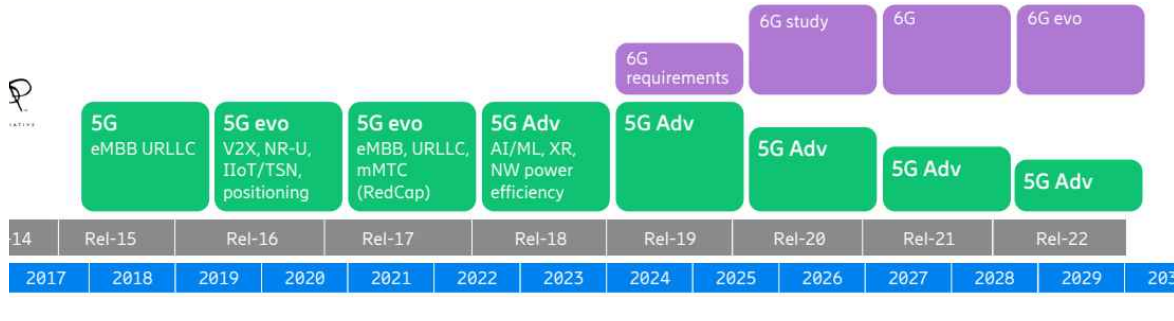 6G study
6G
6G evo
6G
requirements
5G
eMBB URLLC
5G evo
V2X, NR-U,
IIoT/TSN,
positioning
5G evo
eMBB, URLLC,
mMTC
(RedCap)
5G Adv
AI/ML, XR,
NW power
efficiency
5G Adv
5G Adv
5G Adv
5G Adv
-14 Rel-15 Rel-16 Rel-17 Rel-18 Rel-19 Rel-20 Rel-21 Rel-22
2017 2018 2019 2020 2021 2022 2023 2024 2025 2026 2027 2028 2029 203